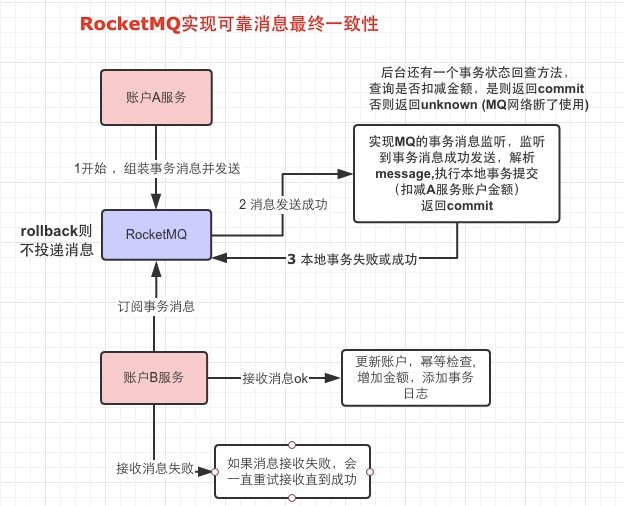 RocketMQ实现可靠消息最终一致性
后台还有一个事务状态回查方法，
查询是否扣减金额，是则返回commit
否则返回unknown (MQ网络断了使用)
账户A服务
1开始 ，组装事务消息并发送
实现MQ的事务消息监听，监听
到事务消息成功发送，解析
message,执行本地事务提交
（扣减A服务账户金额）
返回commit
2 消息发送成功
rollback则
不投递消息
RocketMQ
3 本地事务失败或成功
订阅事务消息
账户B服务
接收消息ok
更新账户，幂等检查,
增加金额，添加事务
日志
接收消息失败
如果消息接收失败，会
一直重试接收直到成功